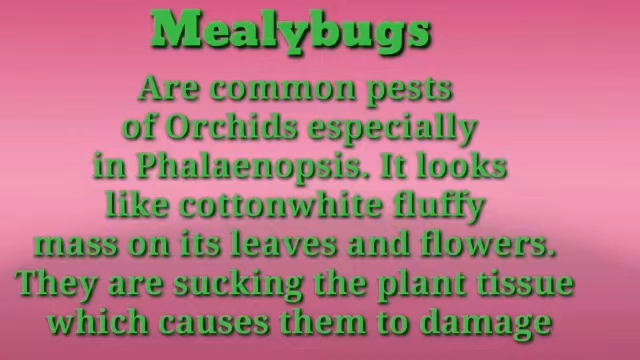 Mealybugs
Are common pests
of Orchids especially
in Phalaenopsis. It looks
like cottonwhite fluffy
mass on its leaves and flowers.
They are sucking the plant tissue
which causes them to damage